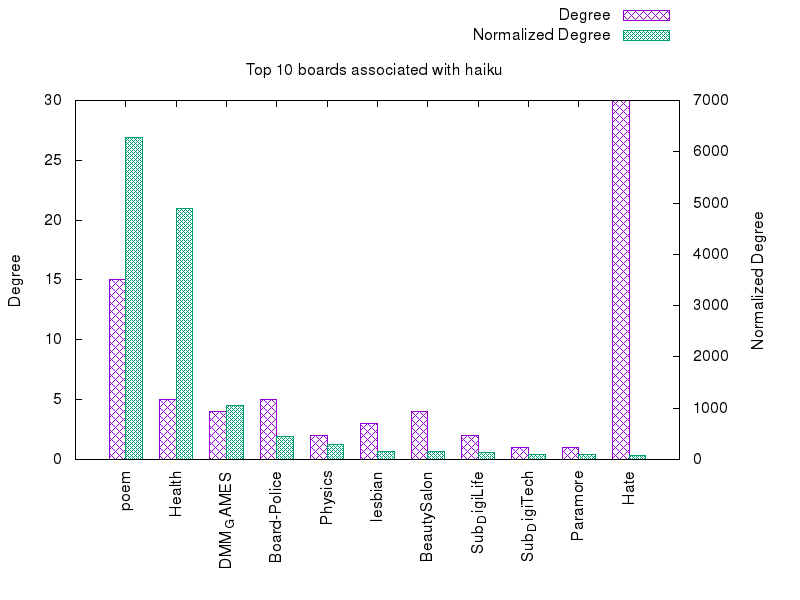 Degree
Normalized Degree
Top 10 boards associated with haiku
30
25
20
15
10
5
0
7000
6000
5000
4000
3000
2000
1000
0
Degree
Normalized Degree
poem
Health
DMMGAMES
Board-Police
Physics
lesbian
BeautySalon
SubDigiLife
SubDigiTech
Paramore
Hate